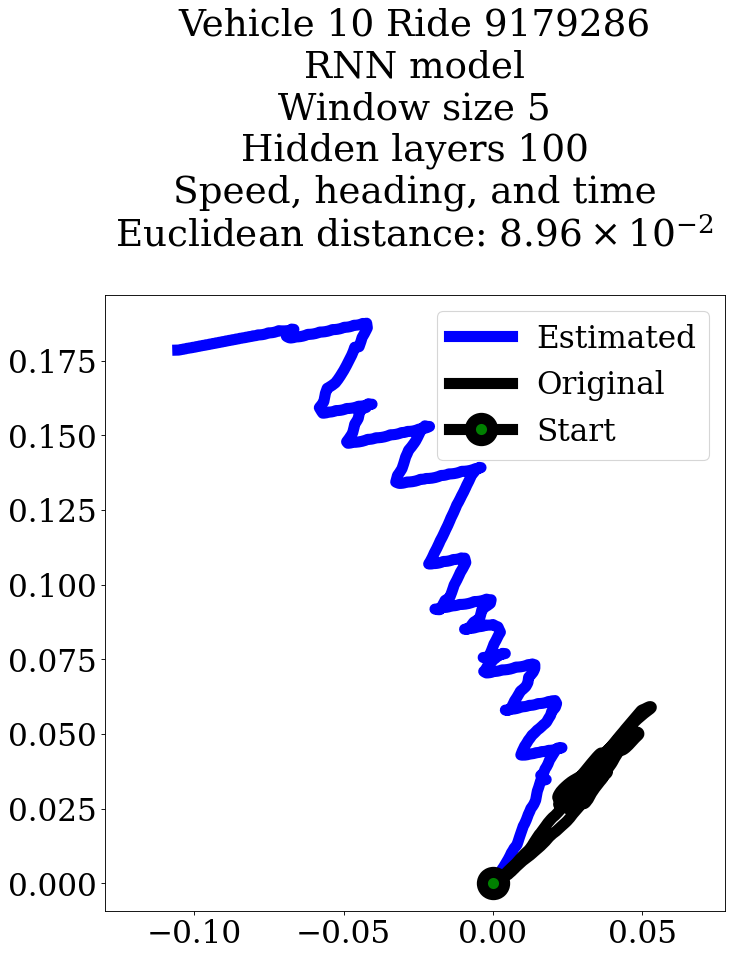 Vehicle 10 Ride 9179286
RNN model
Window size 5
Hidden layers 100
Speed, heading, and time
Euclidean distance: 8.96 × 10⁻²
Estimated
Original
Start
0.175
0.150
0.125
0.100
0.075
0.050
0.025
0.000
−0.10 −0.05 0.00 0.05